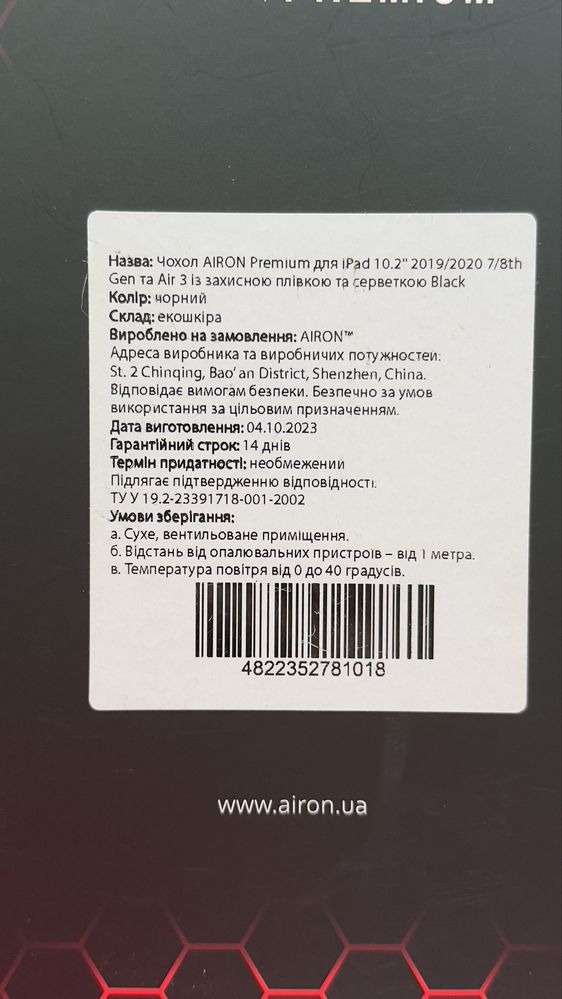 PREMIUM
Назва: Чохол AIRON Premium для iPad 10.2" 2019/2020 7/8th
Gen та Air 3 із захисною плівкою та серветкою Black
Колір: чорний
Склад: екошкіра
Вироблено на замовлення: AIRON™
Адреса виробника та виробничих потужностей:
St. 2 Chinqing, Bao'an District, Shenzhen, China.
Відповідає вимогам безпеки. Безпечно за умов
використання за цільовим призначенням.
Дата виготовлення: 04.10.2023
Гарантійний строк: 14 днів
Термін придатності: необмежений
Підлягає підтвердженню відповідності.
ТУ У 19.2-23391718-001-2002
Умови зберігання:
а. Сухе, вентильоване приміщення.
б. Відстань від опалювальних пристроїв – від 1 метра.
в. Температура повітря від 0 до 40 градусів.
4822352781018
www.airon.ua